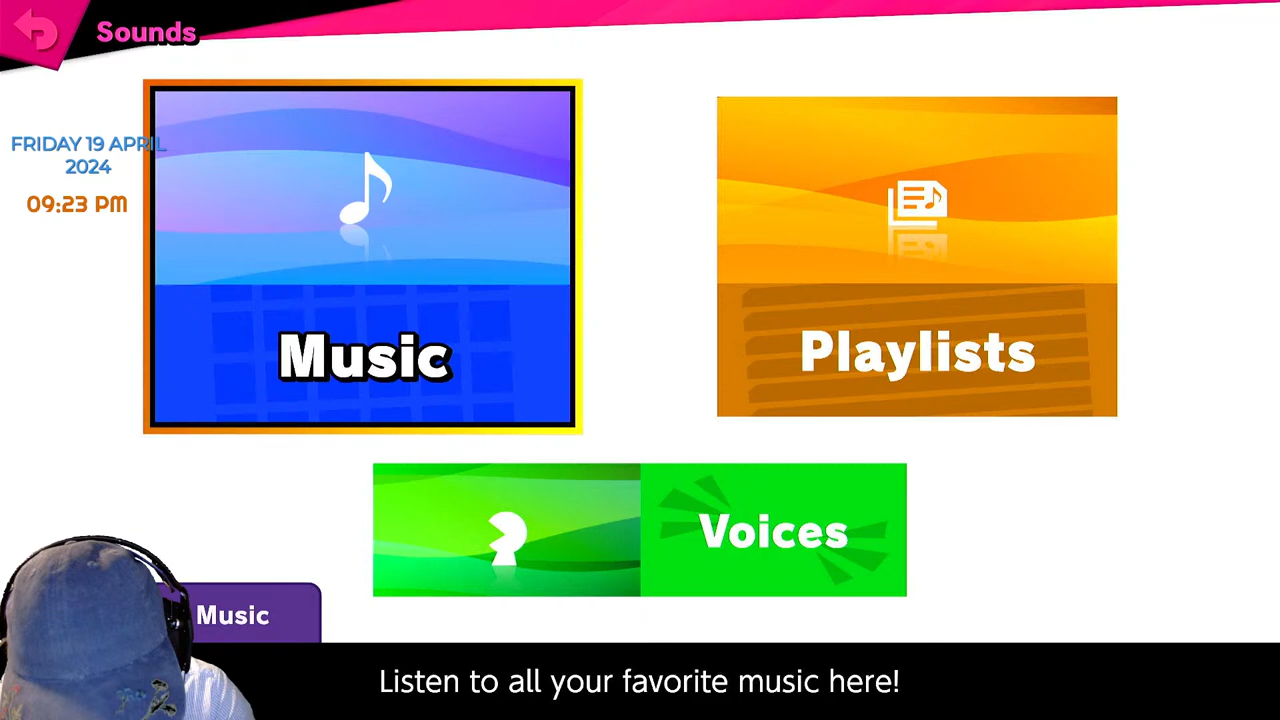 Sounds
FRIDAY 19 APRIL
2024
09:23 PM
Music
Playlists
Voices
Music
Listen to all your favorite music here!